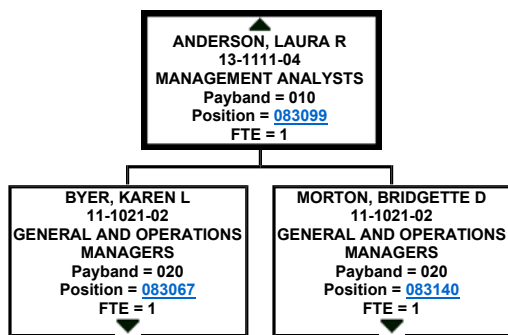 ANDERSON, LAURA R
13-1111-04
MANAGEMENT ANALYSTS
Payband = 010
Position = 083099
FTE = 1
BYER, KAREN L
11-1021-02
GENERAL AND OPERATIONS
MANAGERS
Payband = 020
Position = 083067
FTE = 1
MORTON, BRIDGETTE D
11-1021-02
GENERAL AND OPERATIONS
MANAGERS
Payband = 020
Position = 083140
FTE = 1